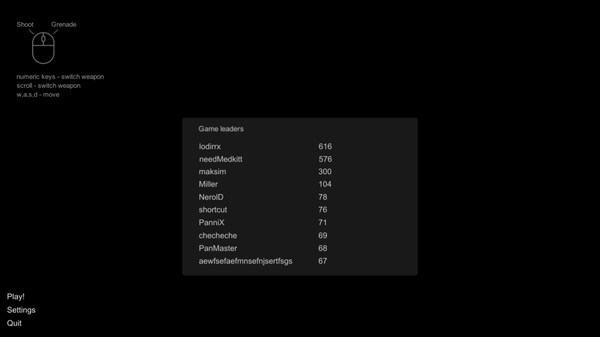 Shoot Grenade
numeric keys - switch weapon
scroll - switch weapon
w,a,s,d - move
Game leaders
lodirrx 616
needMedkitt 576
maksim 300
Miller 104
NerolD 78
shortcut 76
PanniX 71
checheche 69
PanMaster 68
aewfsefaefmnsefnjsertfsgs 67
Play!
Settings
Quit